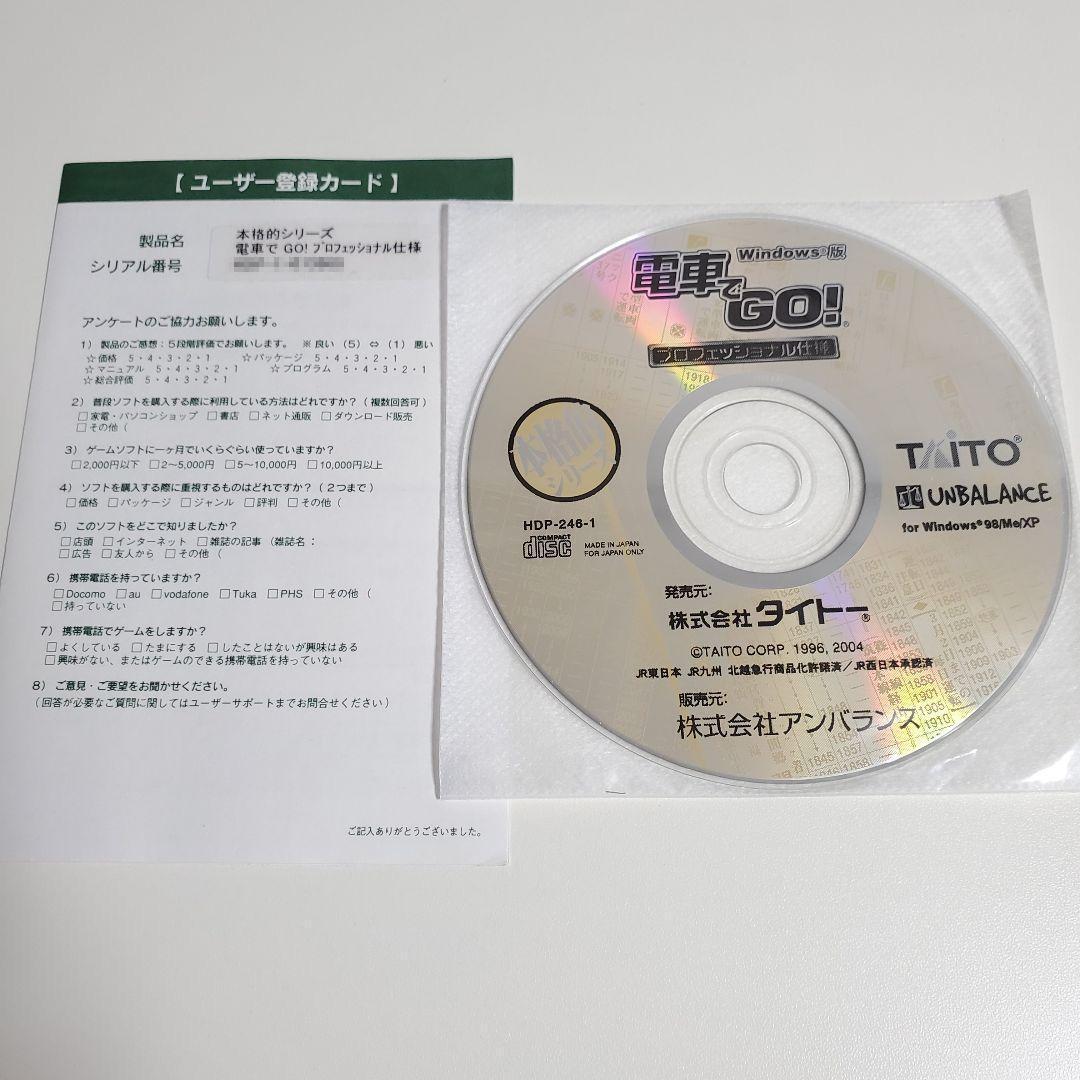 【 ユーザー登録カード 】
製品名
本格的シリーズ
電車で GO! プロフェッショナル仕様
シリアル番号
アンケートのご協力お願いします。
1） 製品のご感想：５段階評価でお願いします。 ※ 良い （5） ⇔ （1） 悪い
☆価格 5・4・3・2・1 ☆パッケージ 5・4・3・2・1
☆マニュアル 5・4・3・2・1 ☆プログラム 5・4・3・2・1
☆総合評価 5・4・3・2・1
2） 普段ソフトを購入する際に利用している方法はどれですか？（ 複数回答可 ）
□家電・パソコンショップ □書店 □ネット通販 □ダウンロード販売
□その他（
3） ゲームソフトに一ヶ月でいくらぐらい使っていますか？
□2,000円以下 □2～5,000円 □5～10,000円 □10,000円以上
4） ソフトを購入する際に重視するものはどれですか？（ ２つまで ）
□価格 □パッケージ □ジャンル □評判 □その他（
5） このソフトをどこで知りましたか？
□店頭 □インターネット □雑誌の記事 （雑誌名：
□広告 □友人から □その他（
6） 携帯電話を持っていますか？
□Docomo □au □vodafone □Tuka □PHS □その他（
□持っていない
7） 携帯電話でゲームをしますか？
□よくしている □たまにする □したことはないが興味はある
□興味がない、またはゲームのできる携帯電話を持っていない
8） ご意見・ご要望をお聞かせください。
（ 回答が必要なご質問に関してはユーザーサポートまでお問合せください ）
ご記入ありがとうございました。
Windows®版
電車でGO!®
プロフェッショナル仕様
本格的
シリーズ
TAITO®
UNBALANCE
for Windows®98/Me/XP
HDP-246-1
COMPACT
disc
MADE IN JAPAN
FOR JAPAN ONLY
発売元:
株式会社 タイトー®
©TAITO CORP. 1996, 2004
JR東日本 JR九州 北越急行商品化許諾済／JR西日本承認済
販売元:
株式会社アンバランス